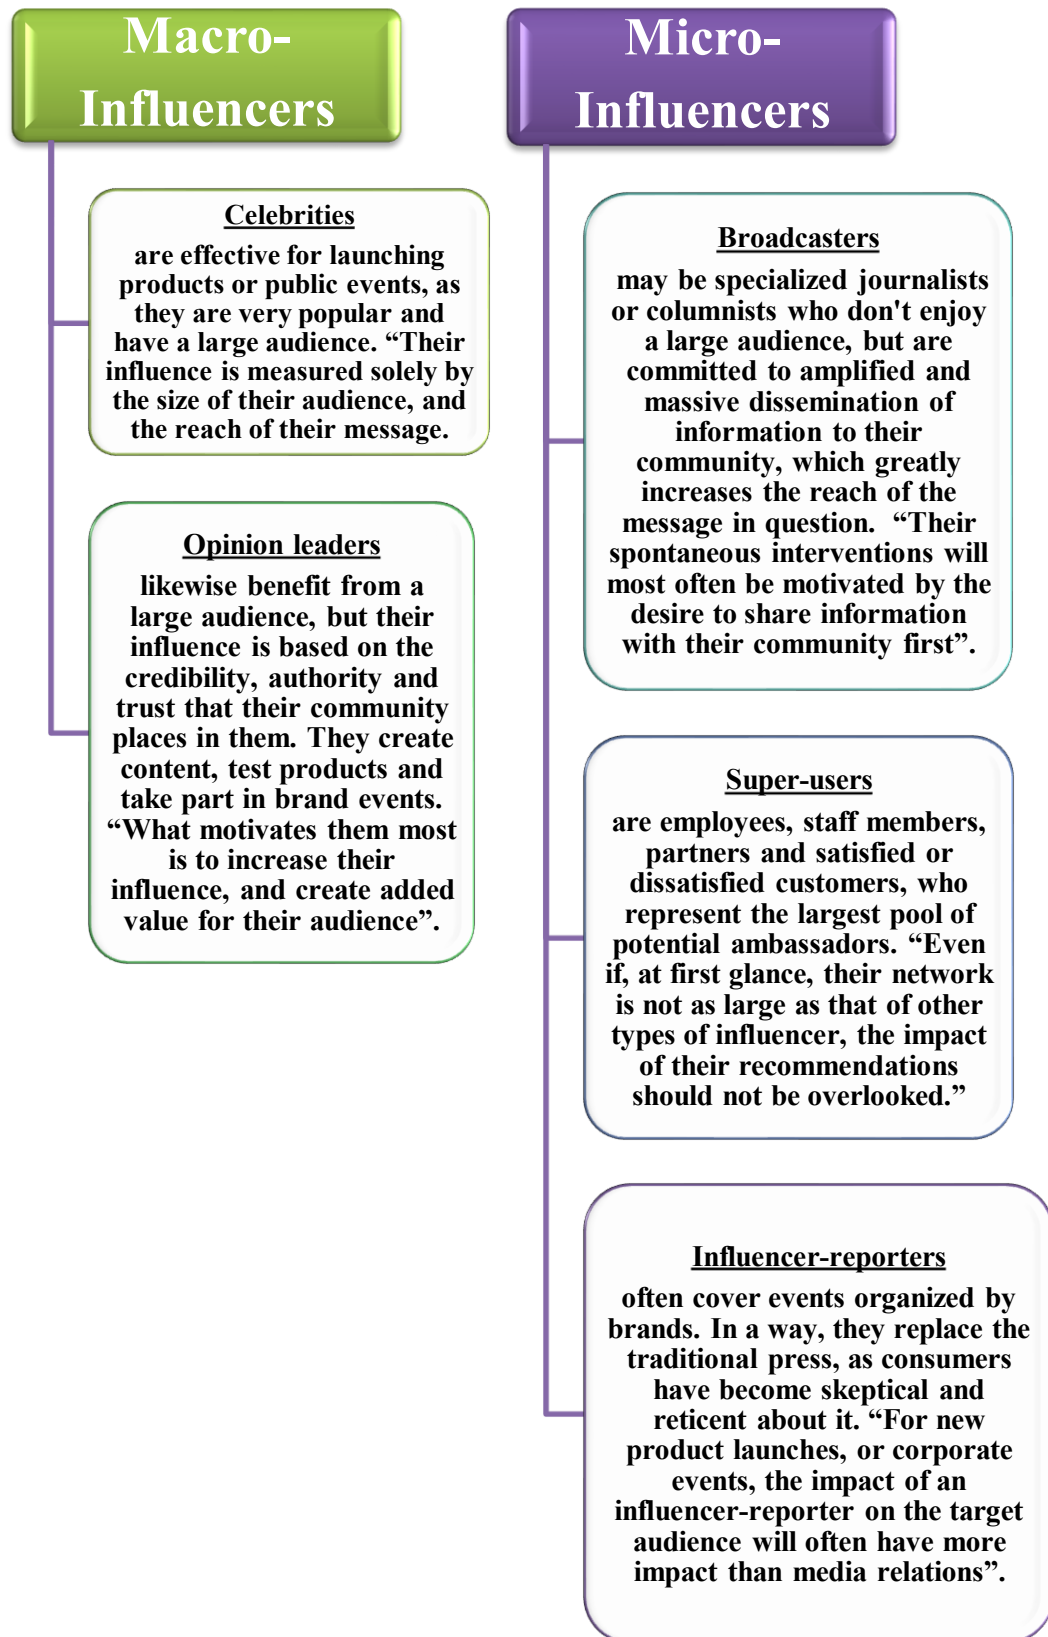 Macro-
Influencers
Celebrities
are effective for launching
products or public events, as
they are very popular and
have a large audience. “Their
influence is measured solely by
the size of their audience, and
the reach of their message.
Opinion leaders
likewise benefit from a
large audience, but their
influence is based on the
credibility, authority and
trust that their community
places in them. They create
content, test products and
take part in brand events.
“What motivates them most
is to increase their
influence, and create added
value for their audience”.
Micro-
Influencers
Broadcasters
may be specialized journalists
or columnists who don't enjoy
a large audience, but are
committed to amplified and
massive dissemination of
information to their
community, which greatly
increases the reach of the
message in question. “Their
spontaneous interventions will
most often be motivated by the
desire to share information
with their community first”.
Super-users
are employees, staff members,
partners and satisfied or
dissatisfied customers, who
represent the largest pool of
potential ambassadors. “Even
if, at first glance, their network
is not as large as that of other
types of influencer, the impact
of their recommendations
should not be overlooked.”
Influencer-reporters
often cover events organized by
brands. In a way, they replace the
traditional press, as consumers
have become skeptical and
reticent about it. “For new
product launches, or corporate
events, the impact of an
influencer-reporter on the target
audience will often have more
impact than media relations”.